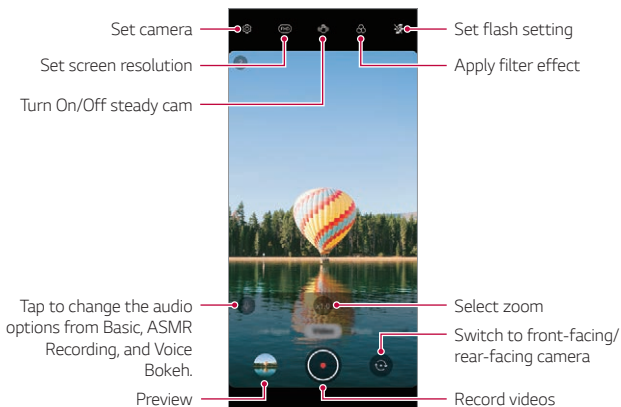 Set camera
Set screen resolution
Turn On/Off steady cam
Set flash setting
Apply filter effect
FHD
Tap to change the audio
options from Basic, ASMR
Recording, and Voice
Bokeh.
Preview
Select zoom
Video
Switch to front-facing/
rear-facing camera
Record videos